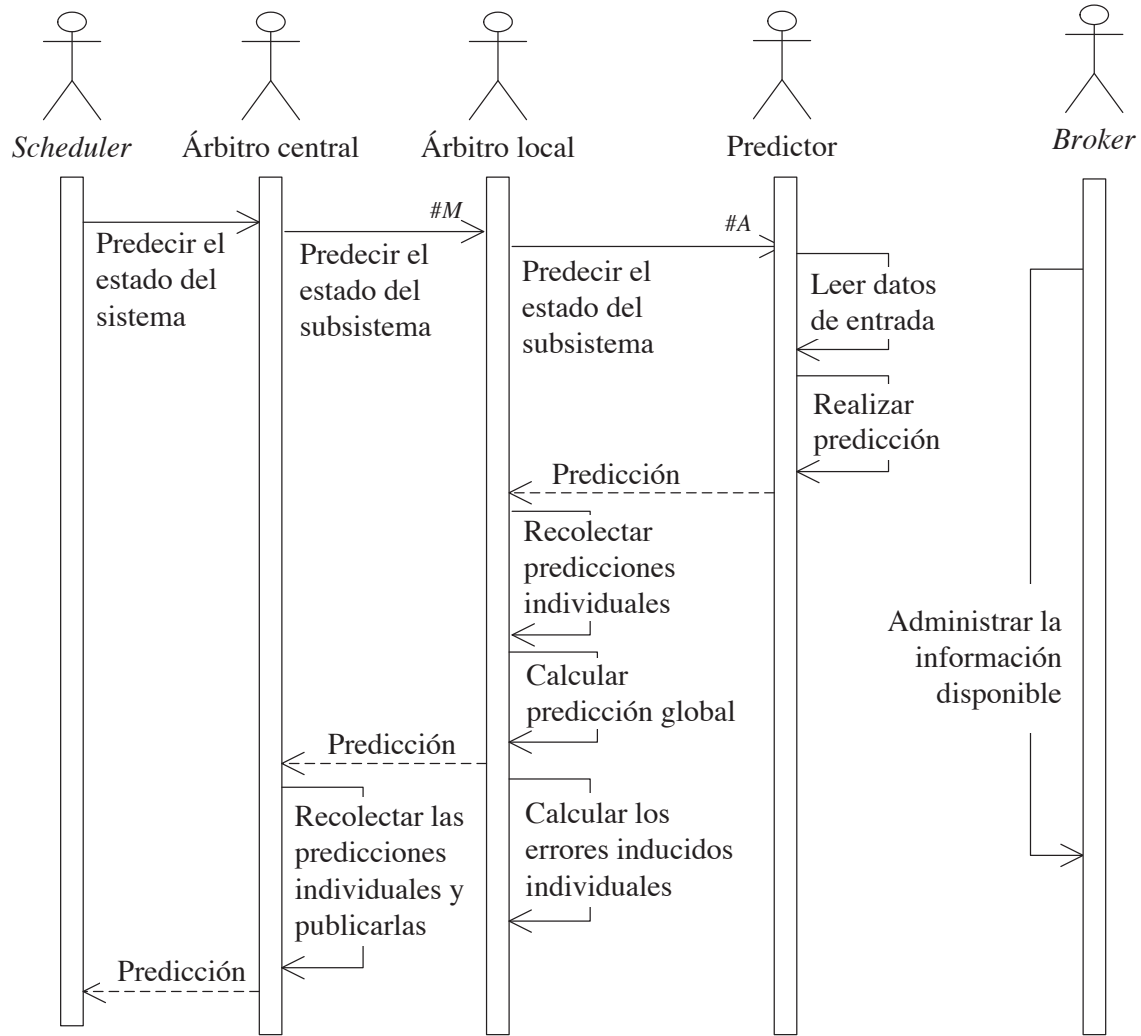 Scheduler
Árbitro central
Árbitro local
Predictor
Broker
#M
#A
Predecir el
estado del
sistema
Predecir el
estado del
subsistema
Predecir el
estado del
subsistema
Leer datos
de entrada
Realizar
predicción
Predicción
Recolectar
predicciones
individuales
Administrar la
información
disponible
Calcular
predicción global
Predicción
Recolectar las
predicciones
individuales y
publicarlas
Calcular los
errores inducidos
individuales
Predicción